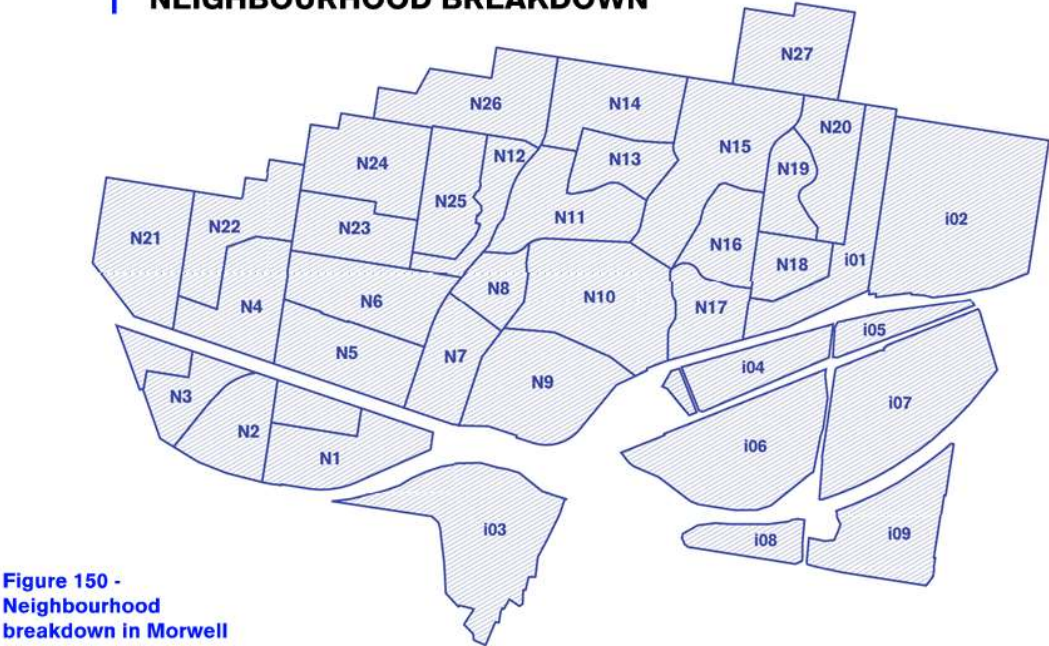 NEIGHBOURHOOD BREAKDOWN
N27
N26
N14
N20
N12
N15
N13
N24
N19
N25
N11
i02
N22
N23
N21
N16
i01
N18
N8
N10
N6
N4
N17
i05
N5
N7
i04
N9
N3
i07
N2
i06
N1
i03
i09
i08
Figure 150 -
Neighbourhood
breakdown in Morwell